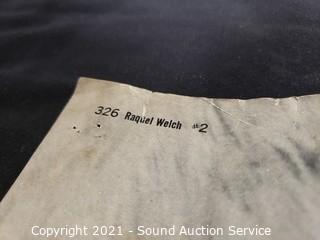 326 Raquel Welch #2
Copyright 2021 - Sound Auction Service